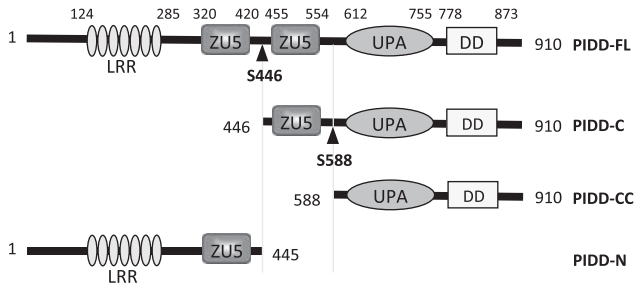 124 285 320 420 455 554 612 755 778 873
1 ZU5 ZU5 UPA DD 910 PIDD-FL
LRR S446
446 ZU5 UPA DD 910 PIDD-C
S588
588 UPA DD 910 PIDD-CC
1 ZU5 445 PIDD-N
LRR